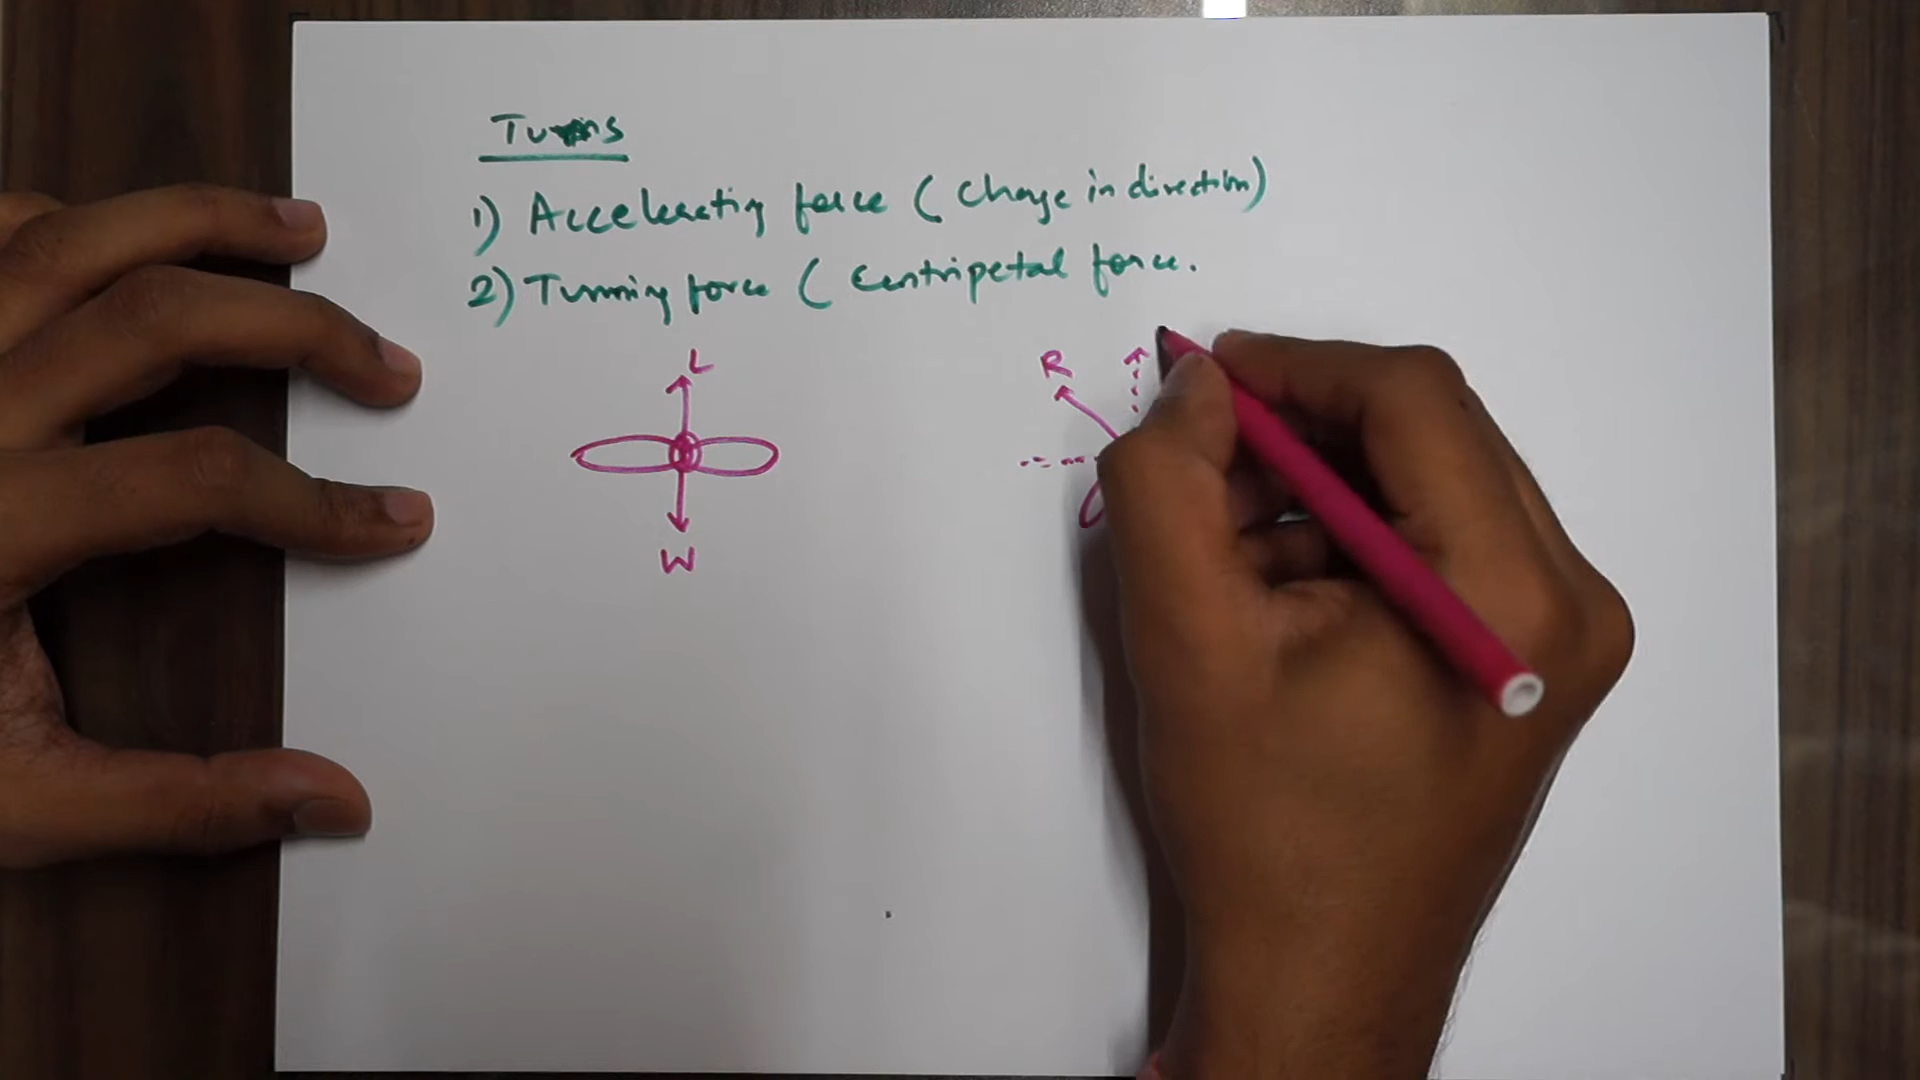 Turns
1) Accelerating force ( Change in direction)
2) Turning force ( Centripetal force.
L
R
W